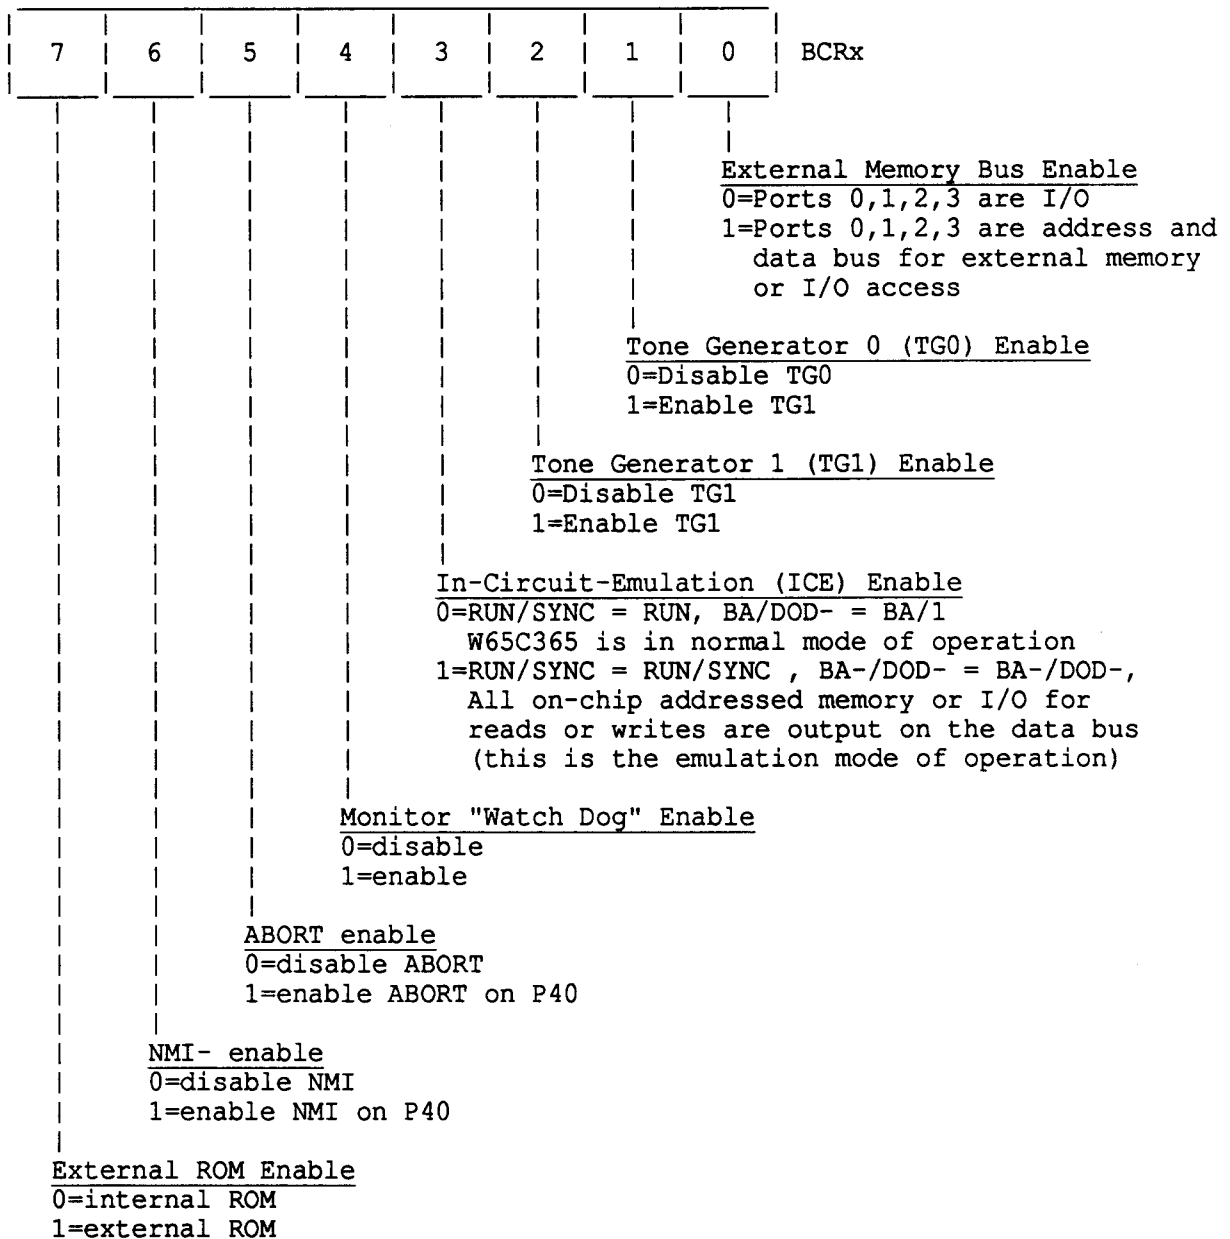 7 6 5 4 3 2 1 0 BCRx
External Memory Bus Enable
0=Ports 0,1,2,3 are I/O
1=Ports 0,1,2,3 are address and
data bus for external memory
or I/O access
Tone Generator 0 (TG0) Enable
0=Disable TG0
1=Enable TG1
Tone Generator 1 (TG1) Enable
0=Disable TG1
1=Enable TG1
In-Circuit-Emulation (ICE) Enable
0=RUN/SYNC = RUN, BA/DOD- = BA/1
W65C365 is in normal mode of operation
1=RUN/SYNC = RUN/SYNC , BA-/DOD- = BA-/DOD-,
All on-chip addressed memory or I/O for
reads or writes are output on the data bus
(this is the emulation mode of operation)
Monitor "Watch Dog" Enable
0=disable
1=enable
ABORT enable
0=disable ABORT
1=enable ABORT on P40
NMI- enable
0=disable NMI
1=enable NMI on P40
External ROM Enable
0=internal ROM
1=external ROM